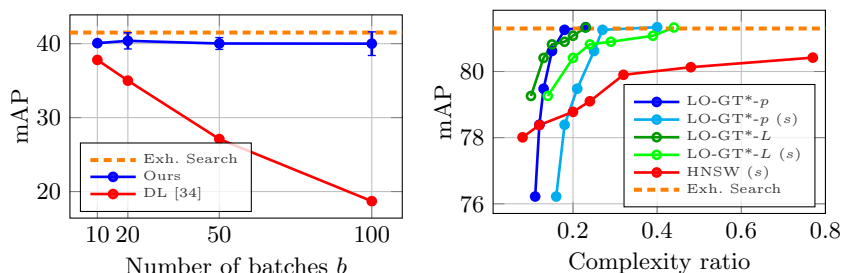 mAP
40
20
10 20 50 100
Number of batches b
Exh. Search
Ours
DL [34]
mAP
80
78
76
0.2 0.4 0.6 0.8
Complexity ratio
LO-GT*-p
LO-GT*-p (s)
LO-GT*-L
LO-GT*-L (s)
HNSW (s)
Exh. Search